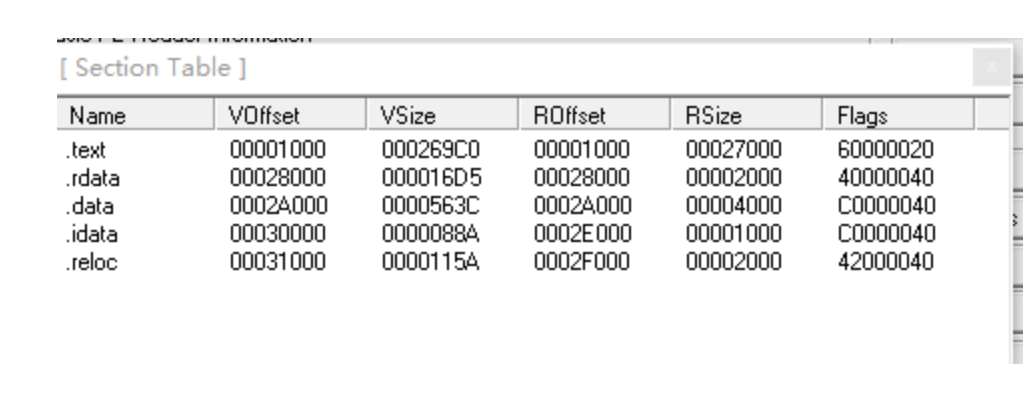 [ Section Table ]
Name VOffset VSize ROffset RSize Flags
.text 00001000 000269C0 00001000 00027000 60000020
.rdata 00028000 000016D5 00028000 00002000 40000040
.data 0002A000 0000563C 0002A000 00004000 C0000040
.idata 00030000 0000088A 0002E000 00001000 C0000040
.reloc 00031000 0000115A 0002F000 00002000 42000040